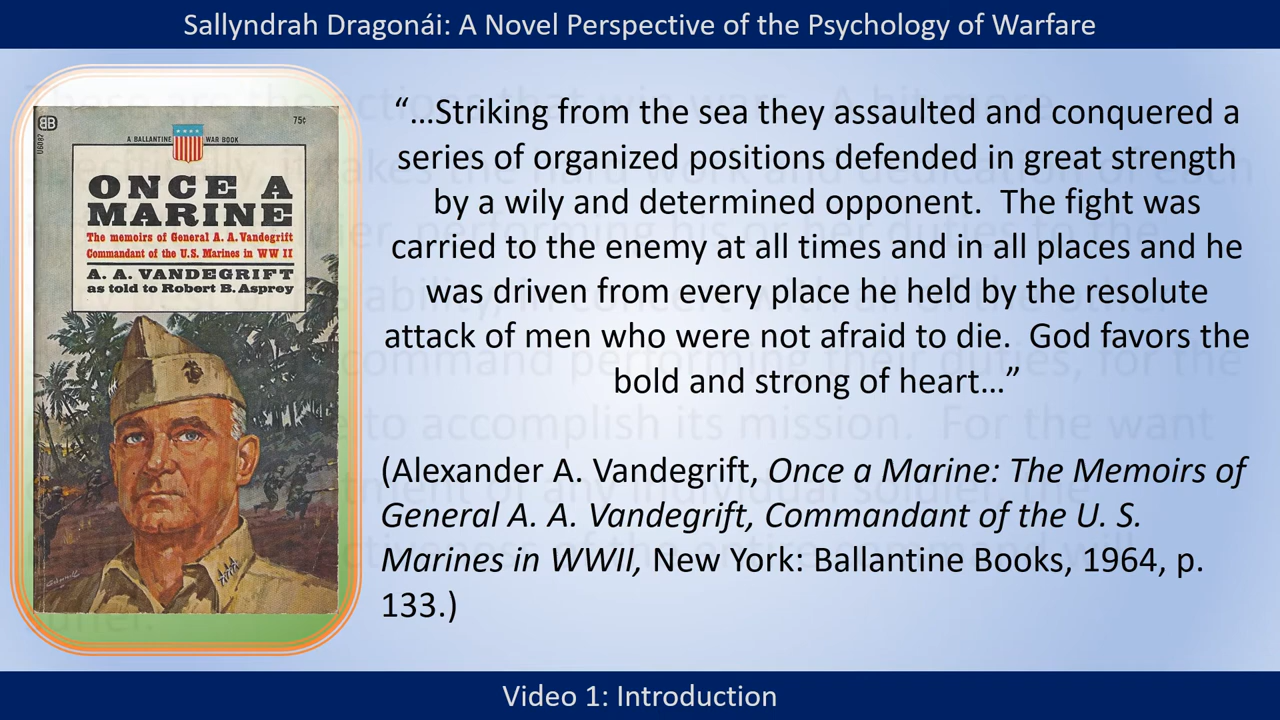 Sallyndrah Dragonái: A Novel Perspective of the Psychology of Warfare
BB
U6082
75¢
A BALLANTINE WAR BOOK
ONCE A
MARINE
The memoirs of General A. A. Vandegrift
Commandant of the U.S. Marines in WW II
A. A. VANDEGRIFT
as told to Robert B. Asprey
“…Striking from the sea they assaulted and conquered a
series of organized positions defended in great strength
by a wily and determined opponent. The fight was
carried to the enemy at all times and in all places and he
was driven from every place he held by the resolute
attack of men who were not afraid to die. God favors the
bold and strong of heart…”
(Alexander A. Vandegrift, Once a Marine: The Memoirs of
General A. A. Vandegrift, Commandant of the U. S.
Marines in WWII, New York: Ballantine Books, 1964, p.
133.)
Video 1: Introduction